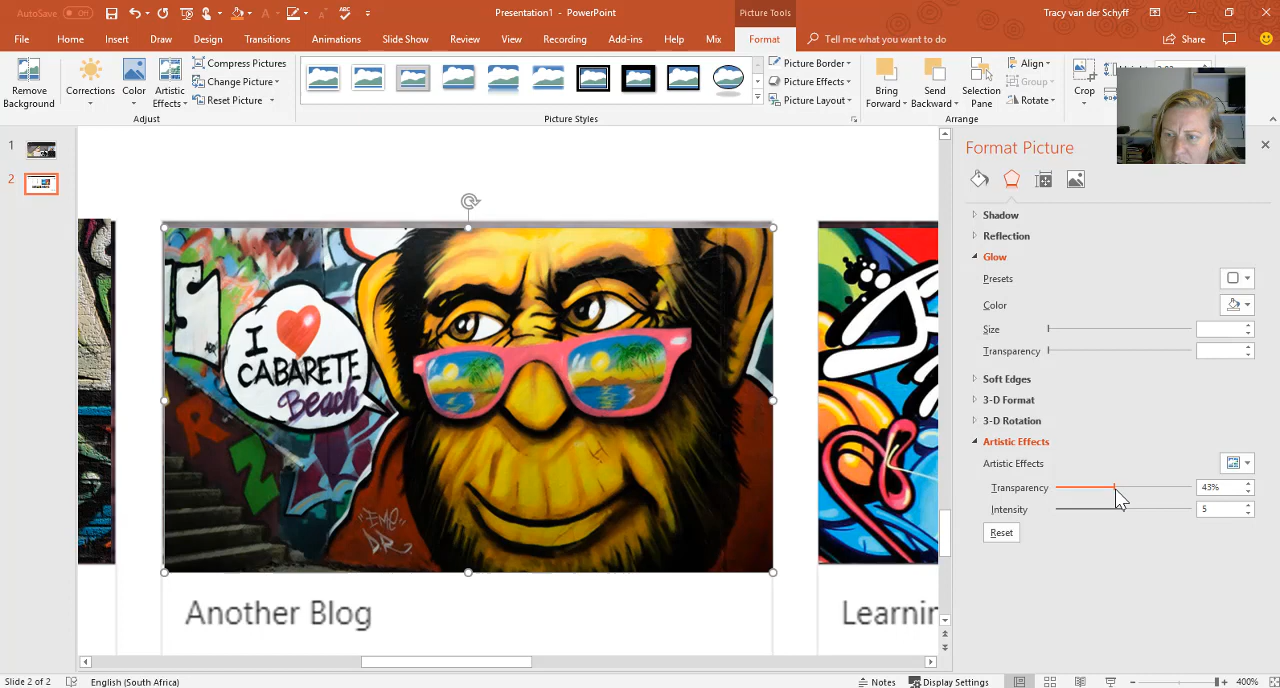 AutoSave Off
Presentation1 - PowerPoint
Picture Tools
Tracy van der Schyff
File Home Insert Draw Design Transitions Animations Slide Show Review View Recording Add-ins Help Mix Format Tell me what you want to do Share
Remove Background
Corrections
Color
Artistic Effects
Compress Pictures
Change Picture
Reset Picture
Adjust
Picture Styles
Picture Border
Picture Effects
Picture Layout
Bring Forward
Send Backward
Selection Pane
Align
Group
Rotate
Arrange
Crop
1
2
I
CABARETE
Beach
EME
DR
Another Blog
Learnin
Format Picture
Shadow
Reflection
Glow
Presets
Color
Size
Transparency
Soft Edges
3-D Format
3-D Rotation
Artistic Effects
Artistic Effects
Transparency 43%
Intensity 5
Reset
Slide 2 of 2
English (South Africa)
Notes
Display Settings
400%